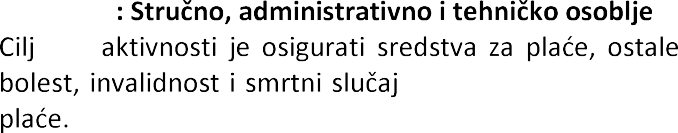 : Stručno, administrativno i tehničko osoblje
Cilj aktivnosti je osigurati sredstva za plaće, ostale
bolest, invalidnost i smrtni slučaj
plaće.